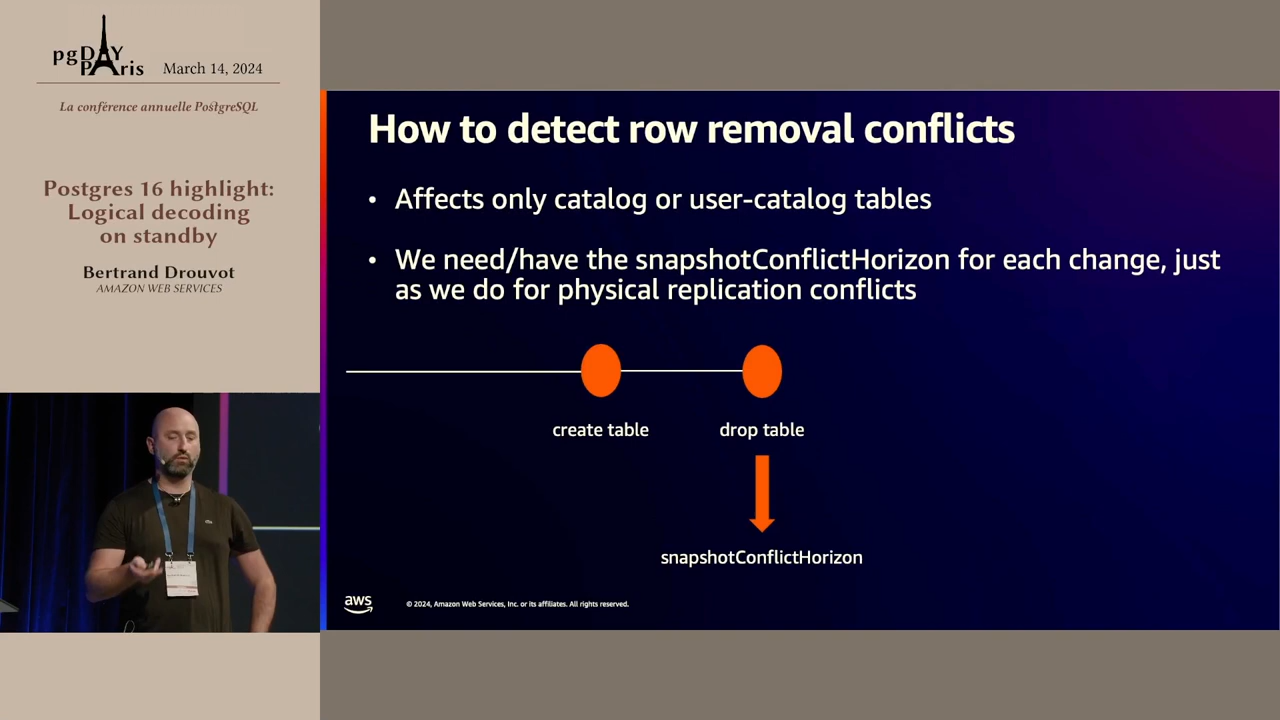 pgDAY
PAris
March 14, 2024
La conférence annuelle PostgreSQL
Postgres 16 highlight:
Logical decoding
on standby
Bertrand Drouvot
AMAZON WEB SERVICES
How to detect row removal conflicts
• Affects only catalog or user-catalog tables
• We need/have the snapshotConflictHorizon for each change, just
as we do for physical replication conflicts
create table
drop table
snapshotConflictHorizon
aws
© 2024, Amazon Web Services, Inc. or its affiliates. All rights reserved.